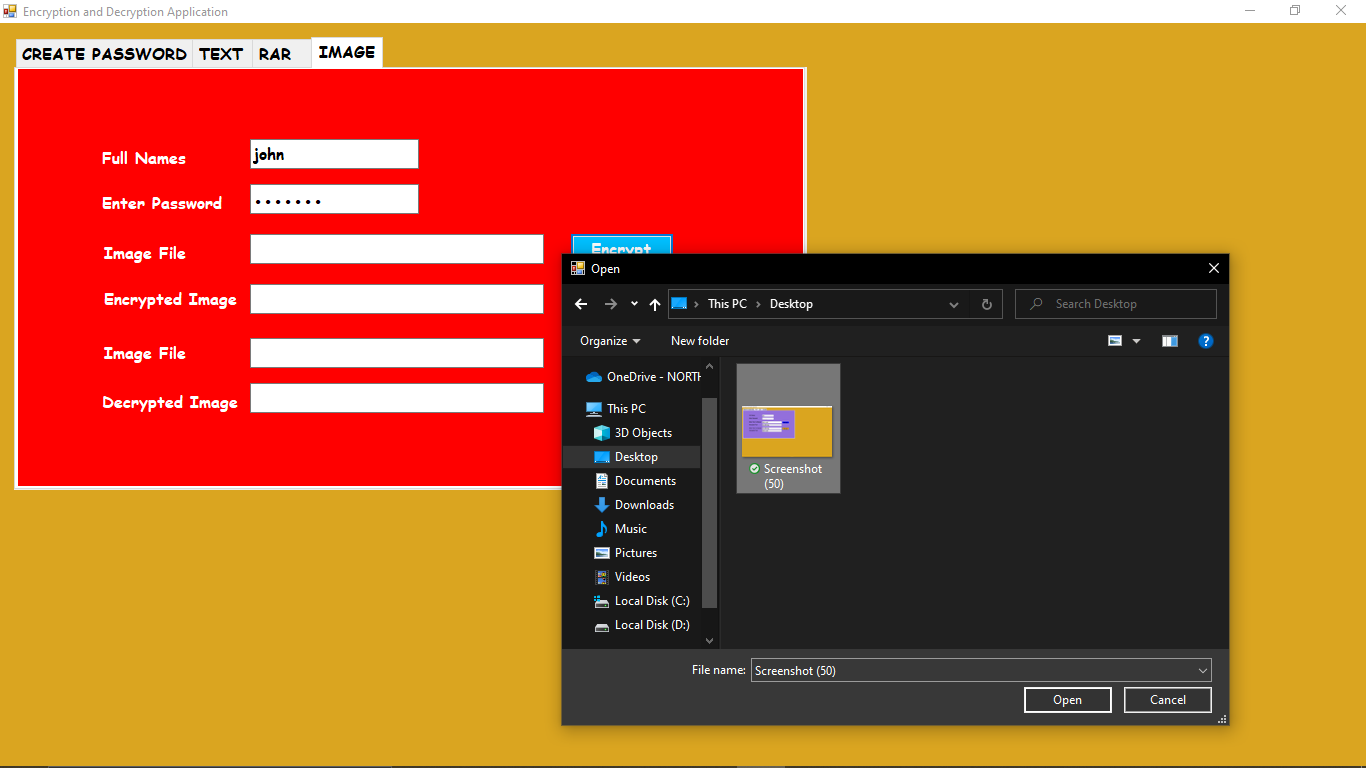 Encryption and Decryption Application
CREATE PASSWORD TEXT RAR IMAGE
Full Names john
Enter Password •••••••
Image File
Encrypt
Encrypted Image
Image File
Decrypted Image
Open
This PC › Desktop
Search Desktop
Organize New folder
?
OneDrive - NORTH
This PC
3D Objects
Desktop
Documents
Downloads
Music
Pictures
Videos
Local Disk (C:)
Local Disk (D:)
Screenshot
(50)
File name: Screenshot (50)
Open Cancel